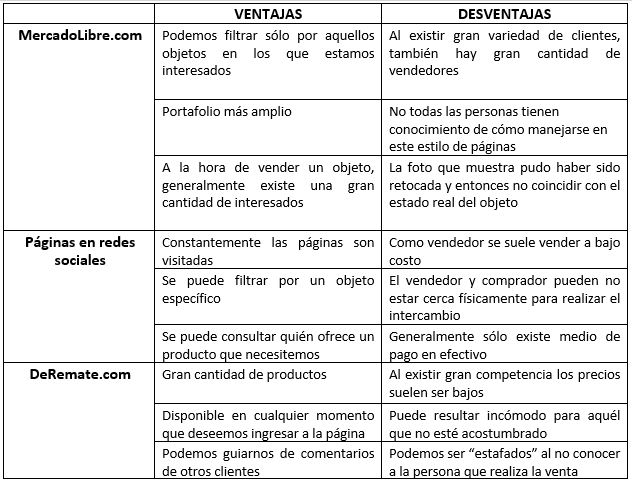 VENTAJAS
DESVENTAJAS
MercadoLibre.com
Podemos filtrar sólo por aquellos
objetos en los que estamos
interesados
Al existir gran variedad de clientes,
también hay gran cantidad de
vendedores
Portafolio más amplio
No todas las personas tienen
conocimiento de cómo manejarse en
este estilo de páginas
A la hora de vender un objeto,
generalmente existe una gran
cantidad de interesados
La foto que muestra pudo haber sido
retocada y entonces no coincidir con el
estado real del objeto
Páginas en redes
sociales
Constantemente las páginas son
visitadas
Como vendedor se suele vender a bajo
costo
Se puede filtrar por un objeto
específico
El vendedor y comprador pueden no
estar cerca físicamente para realizar el
intercambio
Se puede consultar quién ofrece un
producto que necesitemos
Generalmente sólo existe medio de
pago en efectivo
DeRemate.com
Gran cantidad de productos
Al existir gran competencia los precios
suelen ser bajos
Disponible en cualquier momento
que deseemos ingresar a la página
Puede resultar incómodo para aquél
que no esté acostumbrado
Podemos guiarnos de comentarios
de otros clientes
Podemos ser “estafados” al no conocer
a la persona que realiza la venta